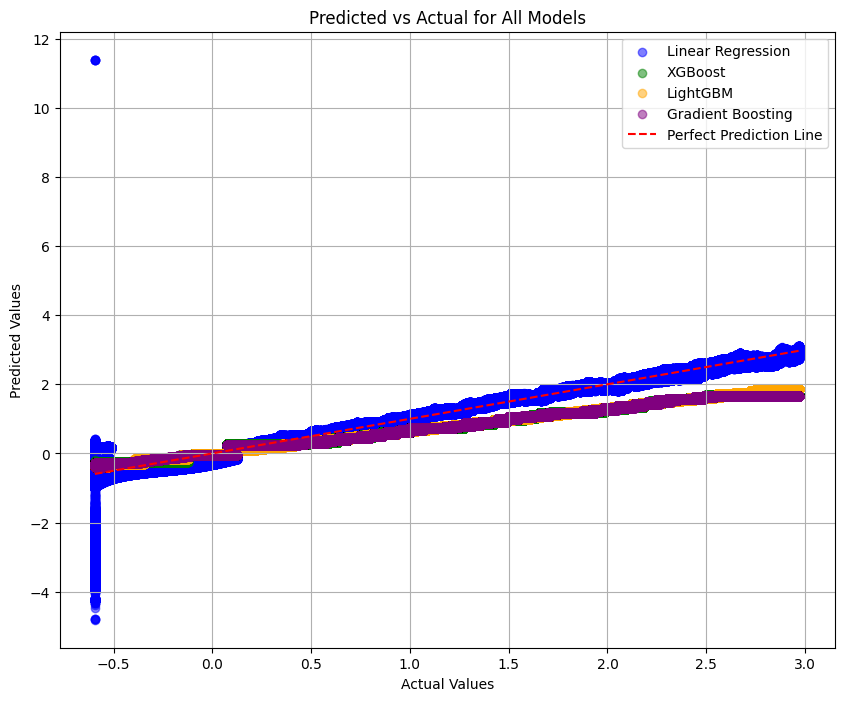 Predicted vs Actual for All Models
Linear Regression
XGBoost
LightGBM
Gradient Boosting
Perfect Prediction Line
12
10
8
6
4
2
0
−2
−4
Predicted Values
−0.5
0.0
0.5
1.0
1.5
2.0
2.5
3.0
Actual Values